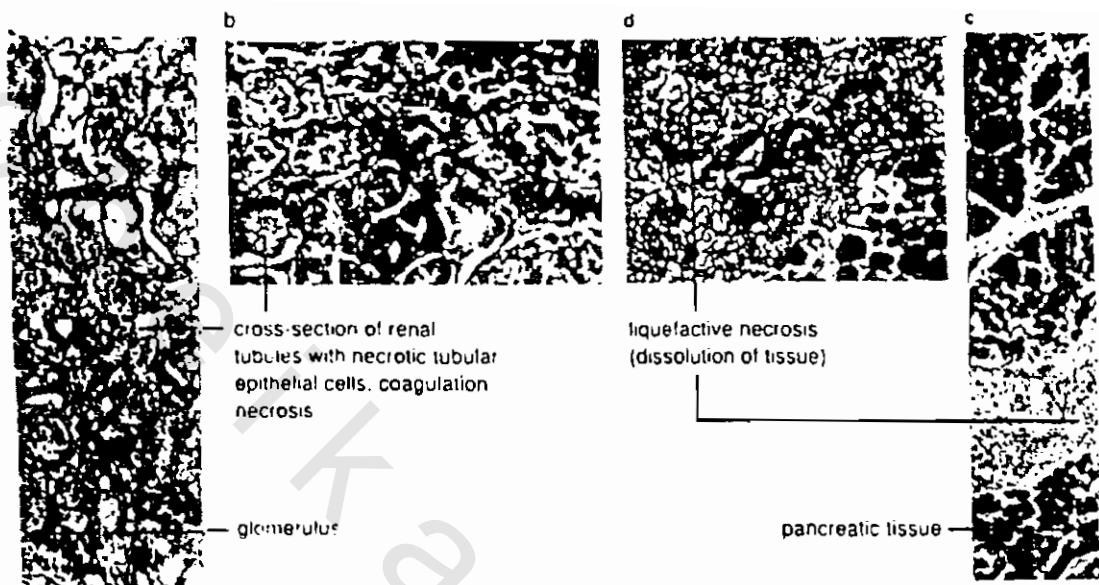 b
d
c
cross-section of renal
tubules with necrotic tubular
epithelial cells. coagulation
necrosis
liquefactive necrosis
(dissolution of tissue)
glomerulus
pancreatic tissue